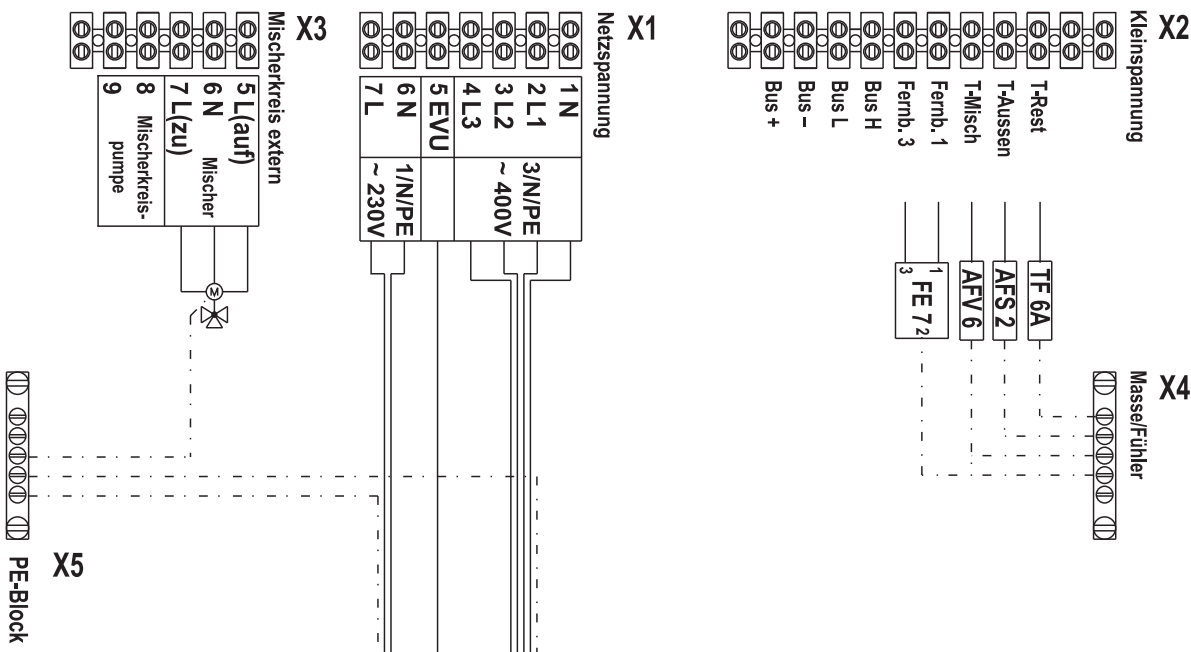 X3
Mischerkreis extern
5 L(auf)
6 N Mischer
7 L(zu)
8 Mischerkreis-
9 pumpe
M
X1
Netzspannung
1 N
2 L1 3/N/PE
3 L2 ~ 400V
4 L3
5 EVU
6 N 1/N/PE
7 L ~ 230V
X2
Kleinspannung
T-Rest
T-Aussen
T-Misch
Fernb. 1
Fernb. 3
Bus H
Bus L
Bus –
Bus +
TF 6A
AFS 2
AFV 6
1
3
FE 7
2
X4
Masse/Fühler
X5
PE-Block